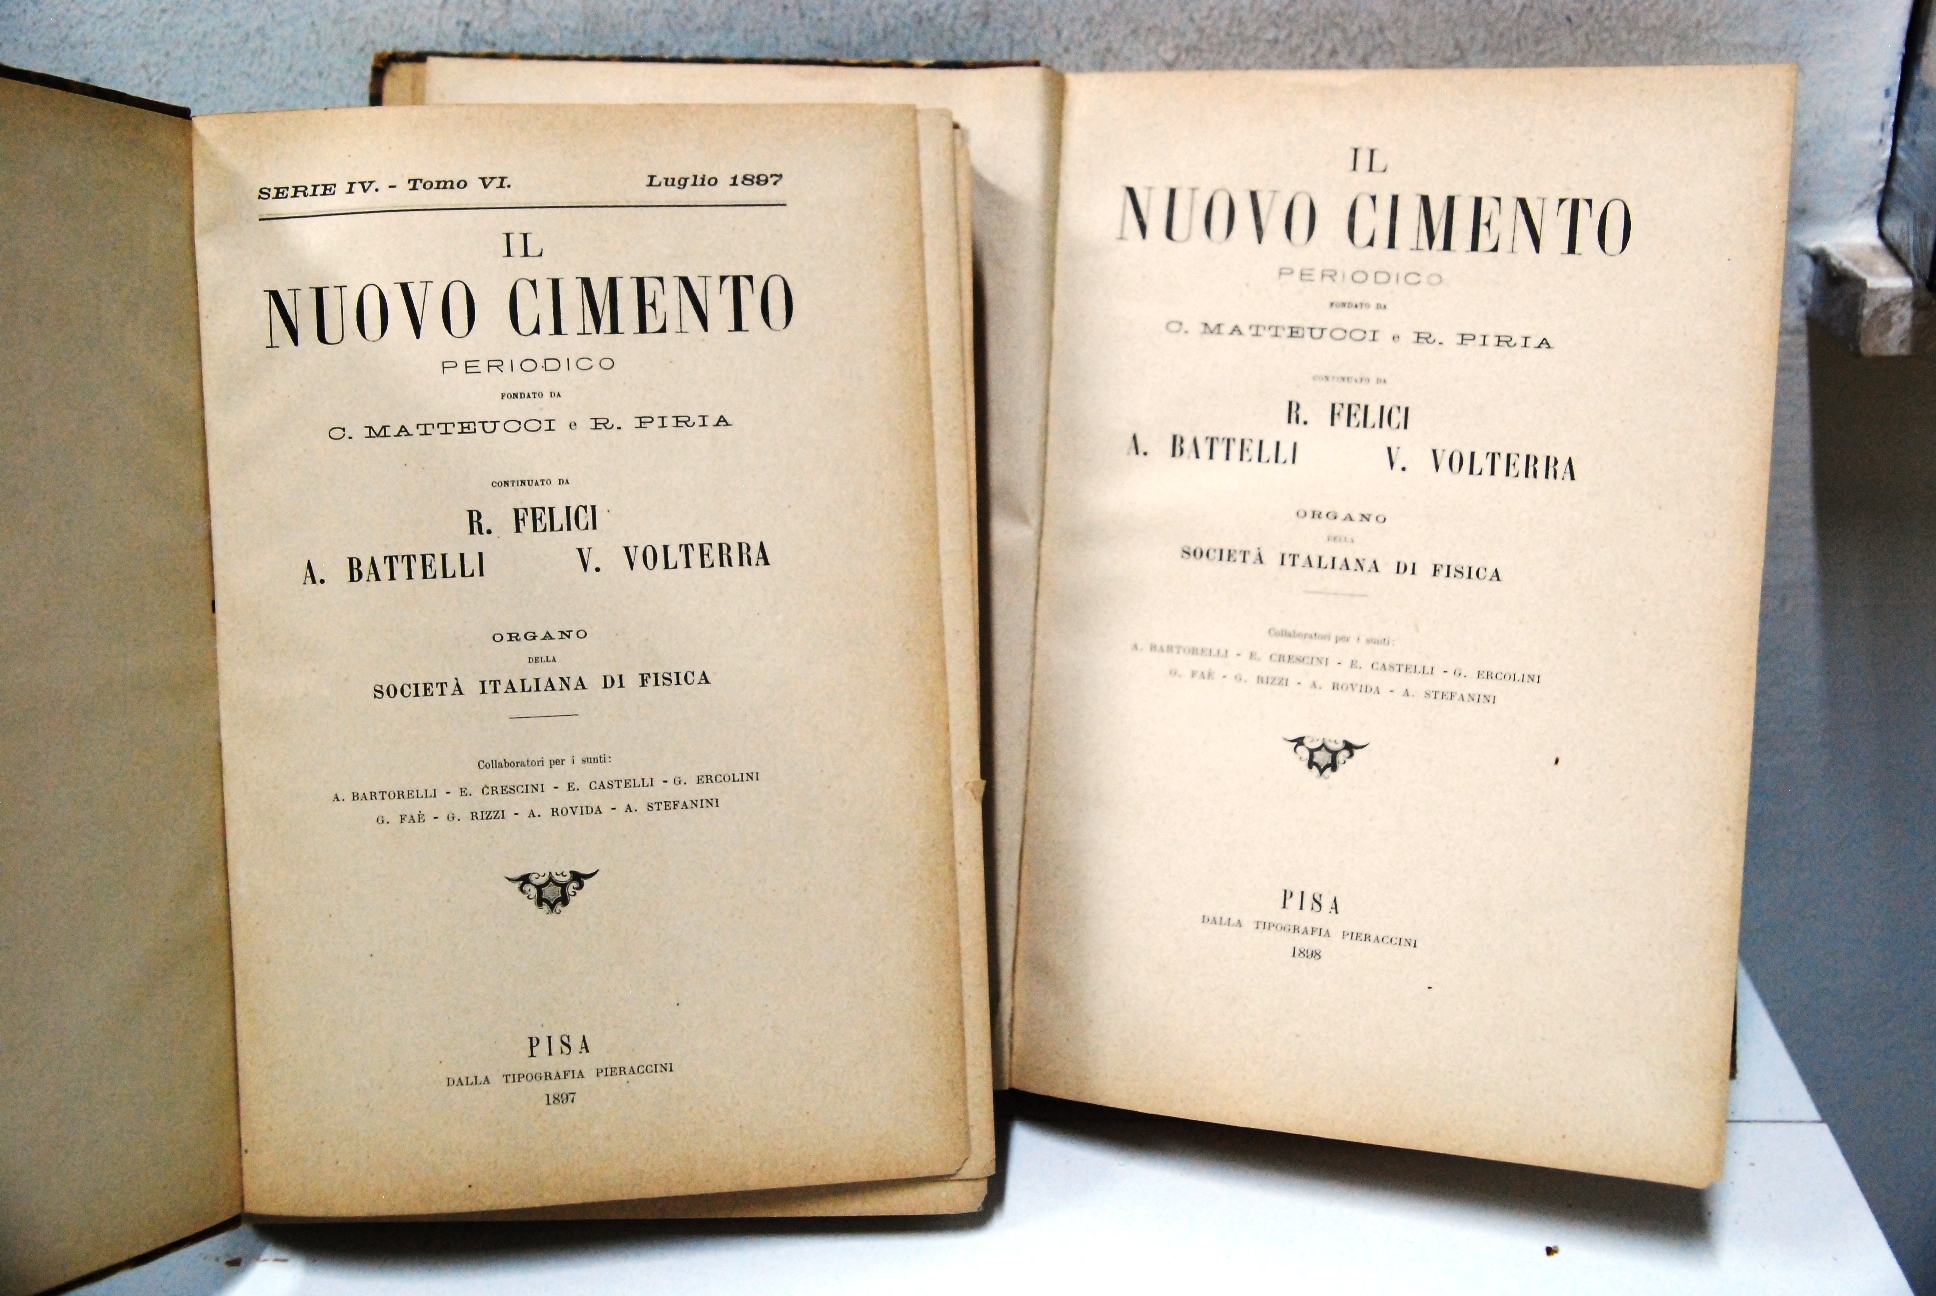 SERIE IV. - Tomo VI. Luglio 1897
IL
NUOVO CIMENTO
PERIODICO
FONDATO DA
C. MATTEUCCI e R. PIRIA
CONTINUATO DA
R. FELICI
A. BATTELLI V. VOLTERRA
ORGANO
DELLA
SOCIETÀ ITALIANA DI FISICA
Collaboratori per i sunti:
A. BARTORELLI - E. CRESCINI - E. CASTELLI - G. ERCOLINI
G. FAÈ - G. RIZZI - A. ROVIDA - A. STEFANINI
PISA
DALLA TIPOGRAFIA PIERACCINI
1897
IL
NUOVO CIMENTO
PERIODICO
FONDATO DA
C. MATTEUCCI e R. PIRIA
CONTINUATO DA
R. FELICI
A. BATTELLI V. VOLTERRA
ORGANO
DELLA
SOCIETÀ ITALIANA DI FISICA
Collaboratori per i sunti:
A. BARTORELLI - E. CRESCINI - E. CASTELLI - G. ERCOLINI
G. FAÈ - G. RIZZI - A. ROVIDA - A. STEFANINI
PISA
DALLA TIPOGRAFIA PIERACCINI
1898